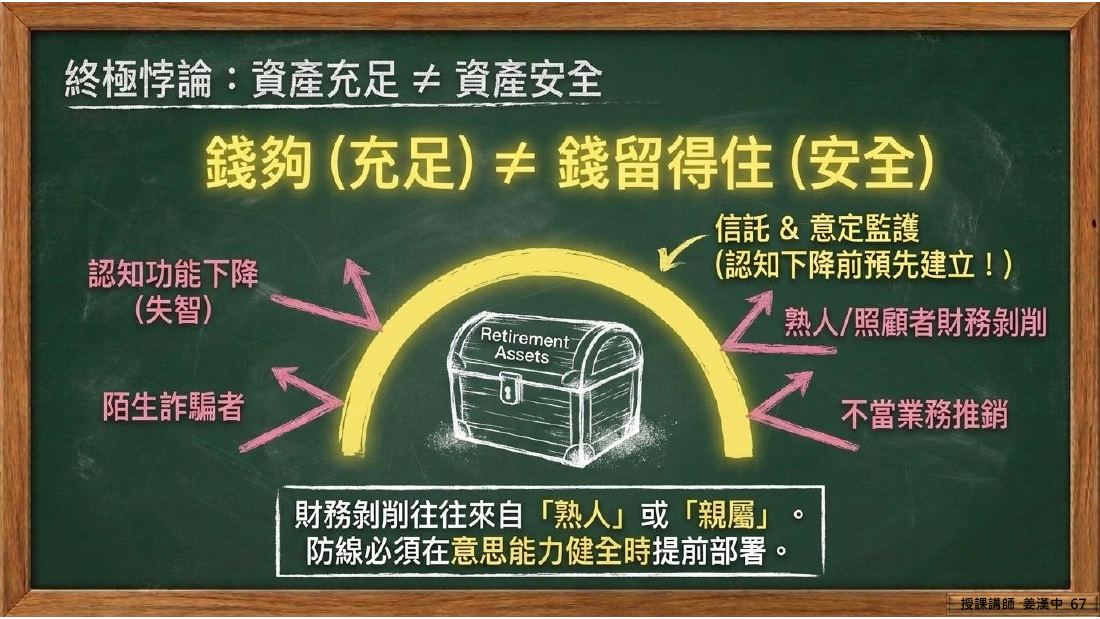 終極悖論：資產充足 ≠ 資產安全
錢夠 (充足) ≠ 錢留得住 (安全)
信託 & 意定監護
(認知下降前預先建立！)
認知功能下降
(失智)
熟人/照顧者財務剝削
Retirement
Assets
陌生詐騙者
不當業務推銷
財務剝削往往來自「熟人」或「親屬」。
防線必須在意思能力健全時提前部署。
授課講師 姜漢中 67